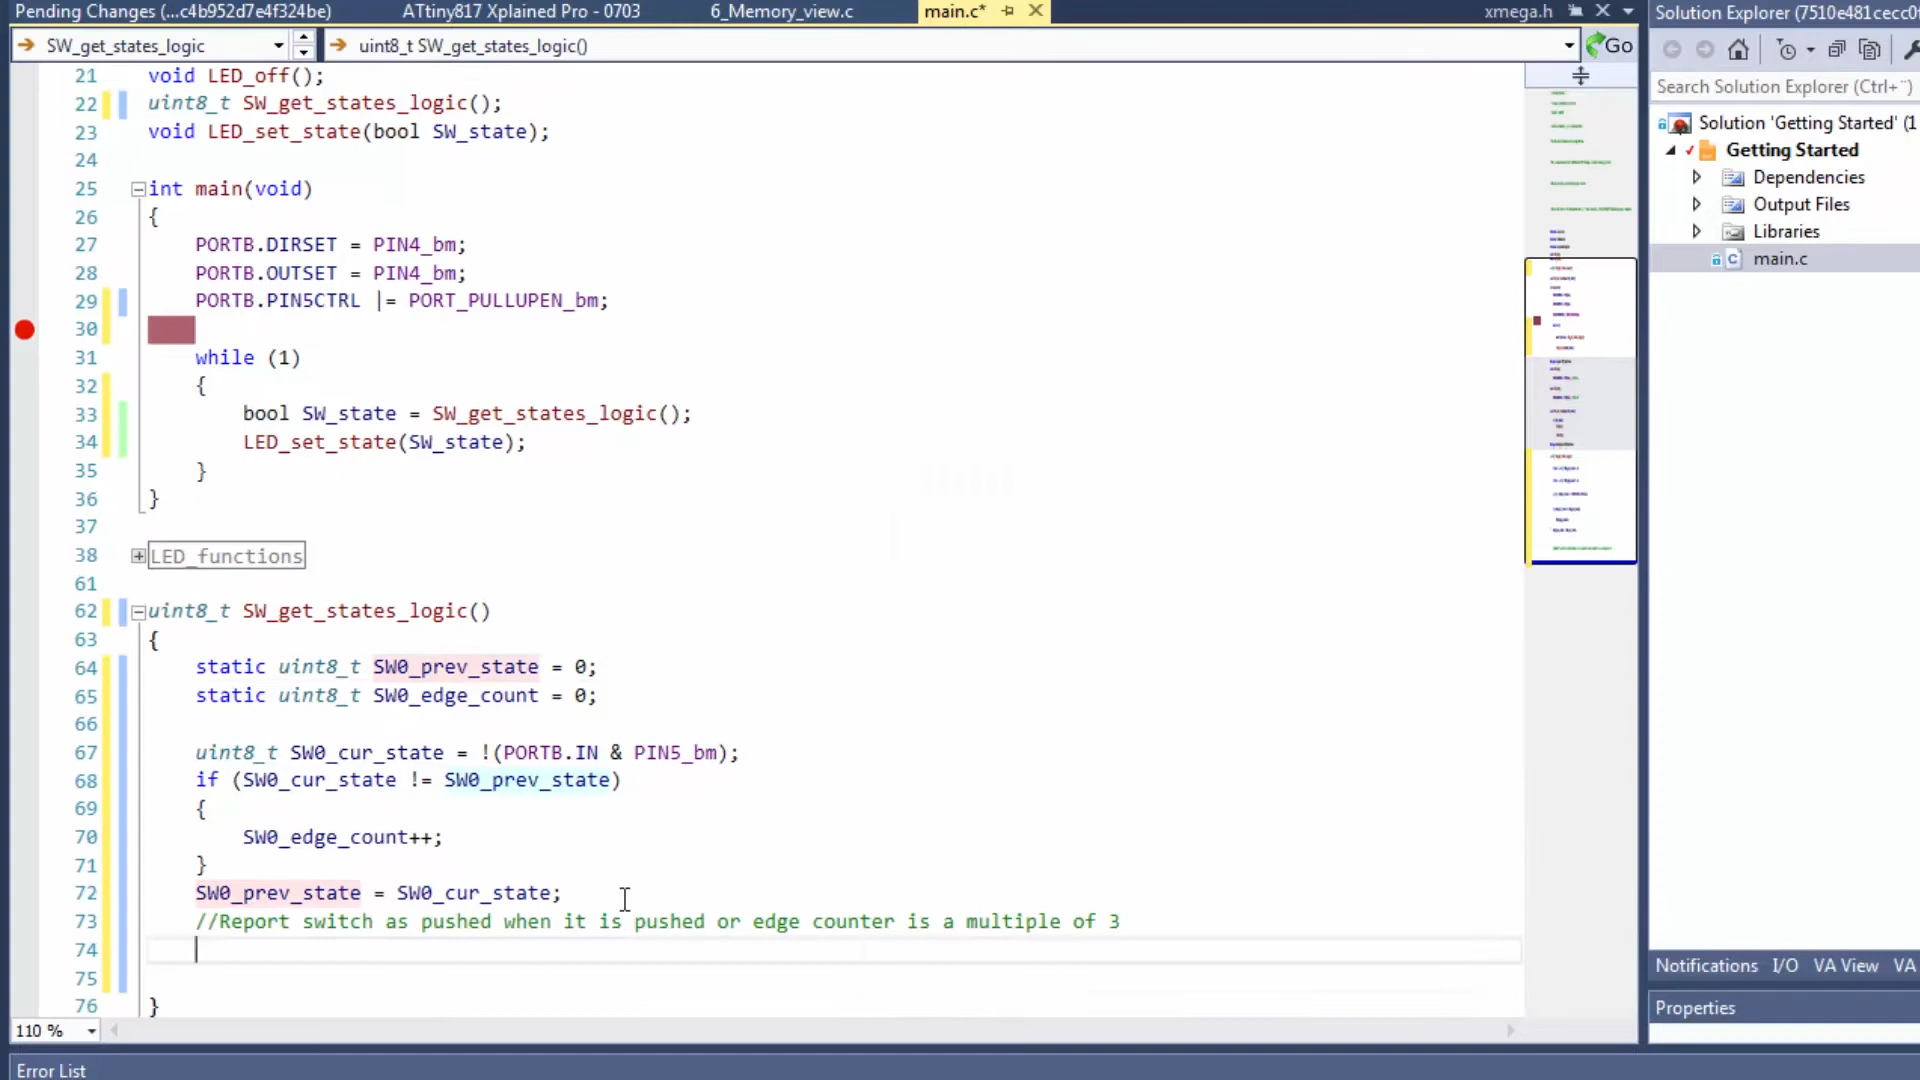 Pending Changes (...c4b952d7e4f324be) ATtiny817 Xplained Pro - 0703 6_Memory_view.c main.c* xmega.h
SW_get_states_logic uint8_t SW_get_states_logic() Go
21 void LED_off();
22 uint8_t SW_get_states_logic();
23 void LED_set_state(bool SW_state);
24
25 int main(void)
26 {
27 PORTB.DIRSET = PIN4_bm;
28 PORTB.OUTSET = PIN4_bm;
29 PORTB.PIN5CTRL |= PORT_PULLUPEN_bm;
30
31 while (1)
32 {
33 bool SW_state = SW_get_states_logic();
34 LED_set_state(SW_state);
35 }
36 }
37
38 LED_functions
61
62 uint8_t SW_get_states_logic()
63 {
64 static uint8_t SW0_prev_state = 0;
65 static uint8_t SW0_edge_count = 0;
66
67 uint8_t SW0_cur_state = !(PORTB.IN & PIN5_bm);
68 if (SW0_cur_state != SW0_prev_state)
69 {
70 SW0_edge_count++;
71 }
72 SW0_prev_state = SW0_cur_state;
73 //Report switch as pushed when it is pushed or edge counter is a multiple of 3
74
75
76 }
110 %
Error List
Solution Explorer (7510e481cecc0f
Search Solution Explorer (Ctrl+¨)
Solution 'Getting Started' (1
Getting Started
Dependencies
Output Files
Libraries
main.c
Notifications I/O VA View VA
Properties